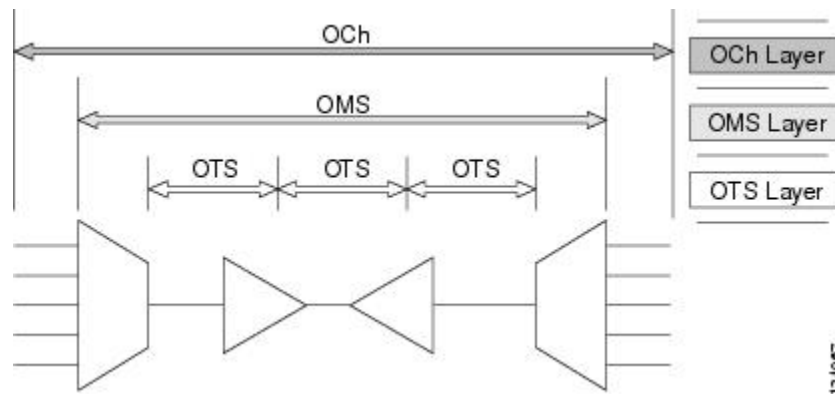 OCh
OCh Layer
OMS
OMS Layer
OTS OTS OTS
OTS Layer